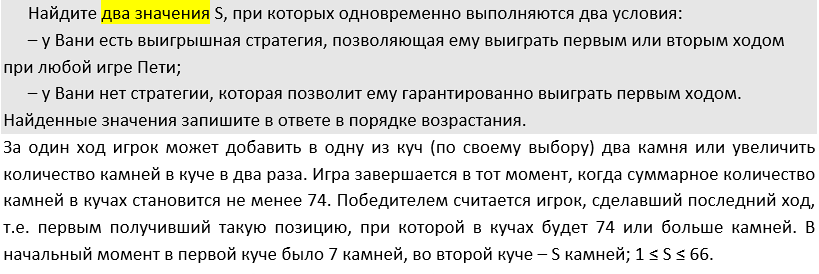 Найдите два значения S, при которых одновременно выполняются два условия:
– у Вани есть выигрышная стратегия, позволяющая ему выиграть первым или вторым ходом
при любой игре Пети;
– у Вани нет стратегии, которая позволит ему гарантированно выиграть первым ходом.
Найденные значения запишите в ответе в порядке возрастания.
За один ход игрок может добавить в одну из куч (по своему выбору) два камня или увеличить
количество камней в куче в два раза. Игра завершается в тот момент, когда суммарное количество
камней в кучах становится не менее 74. Победителем считается игрок, сделавший последний ход,
т.е. первым получивший такую позицию, при которой в кучах будет 74 или больше камней. В
начальный момент в первой куче было 7 камней, во второй куче – S камней; 1 ≤ S ≤ 66.